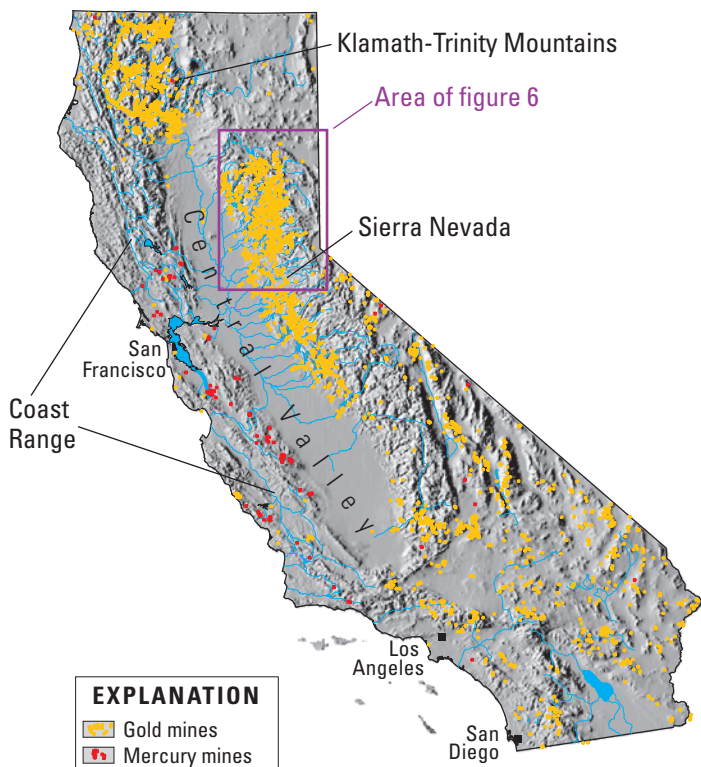 Klamath-Trinity Mountains
Area of figure 6
Sierra Nevada
Central Valley
San
Francisco
Coast
Range
Los
Angeles
San
Diego
EXPLANATION
Gold mines
Mercury mines